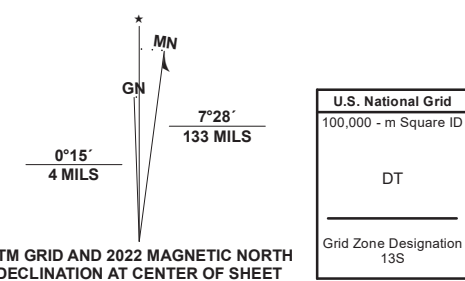 MN
GN
7°28´
133 MILS
0°15´
4 MILS
TM GRID AND 2022 MAGNETIC NORTH
DECLINATION AT CENTER OF SHEET
U.S. National Grid
100,000 - m Square ID
DT
Grid Zone Designation
13S